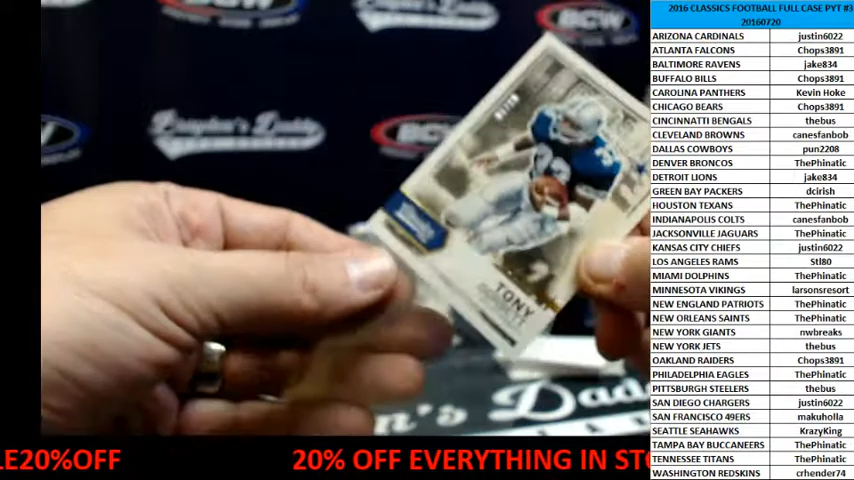 2016 CLASSICS FOOTBALL FULL CASE PYT #3
20160720
ARIZONA CARDINALS justin6022
ATLANTA FALCONS Chops3891
BALTIMORE RAVENS jake834
BUFFALO BILLS Chops3891
CAROLINA PANTHERS Kevin Hoke
CHICAGO BEARS Chops3891
CINCINNATI BENGALS thebus
CLEVELAND BROWNS canesfanbob
DALLAS COWBOYS pun2208
DENVER BRONCOS ThePhinatic
DETROIT LIONS jake834
GREEN BAY PACKERS dcirish
HOUSTON TEXANS ThePhinatic
INDIANAPOLIS COLTS canesfanbob
JACKSONVILLE JAGUARS ThePhinatic
KANSAS CITY CHIEFS justin6022
LOS ANGELES RAMS Stl80
MIAMI DOLPHINS ThePhinatic
MINNESOTA VIKINGS larsonsresort
NEW ENGLAND PATRIOTS ThePhinatic
NEW ORLEANS SAINTS ThePhinatic
NEW YORK GIANTS nwbreaks
NEW YORK JETS thebus
OAKLAND RAIDERS Chops3891
PHILADELPHIA EAGLES ThePhinatic
PITTSBURGH STEELERS thebus
SAN DIEGO CHARGERS justin6022
SAN FRANCISCO 49ERS makuholla
SEATTLE SEAHAWKS KrazyKing
TAMPA BAY BUCCANEERS ThePhinatic
TENNESSEE TITANS ThePhinatic
WASHINGTON REDSKINS crhender74
Brayden's Daddy
BCW
TONY
LE20%OFF 20% OFF EVERYTHING IN STO